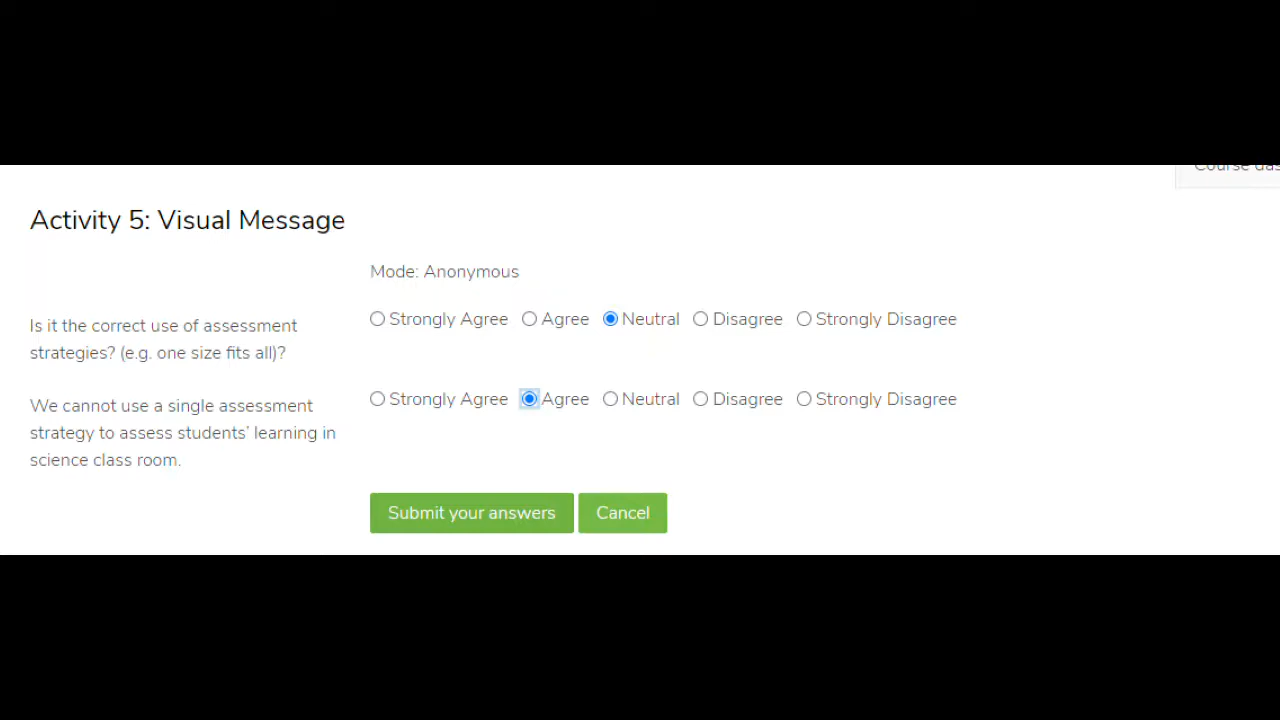 Course das
Activity 5: Visual Message
Mode: Anonymous
Is it the correct use of assessment
strategies? (e.g. one size fits all)?
Strongly Agree Agree Neutral Disagree Strongly Disagree
We cannot use a single assessment
strategy to assess students' learning in
science class room.
Strongly Agree Agree Neutral Disagree Strongly Disagree
Submit your answers Cancel